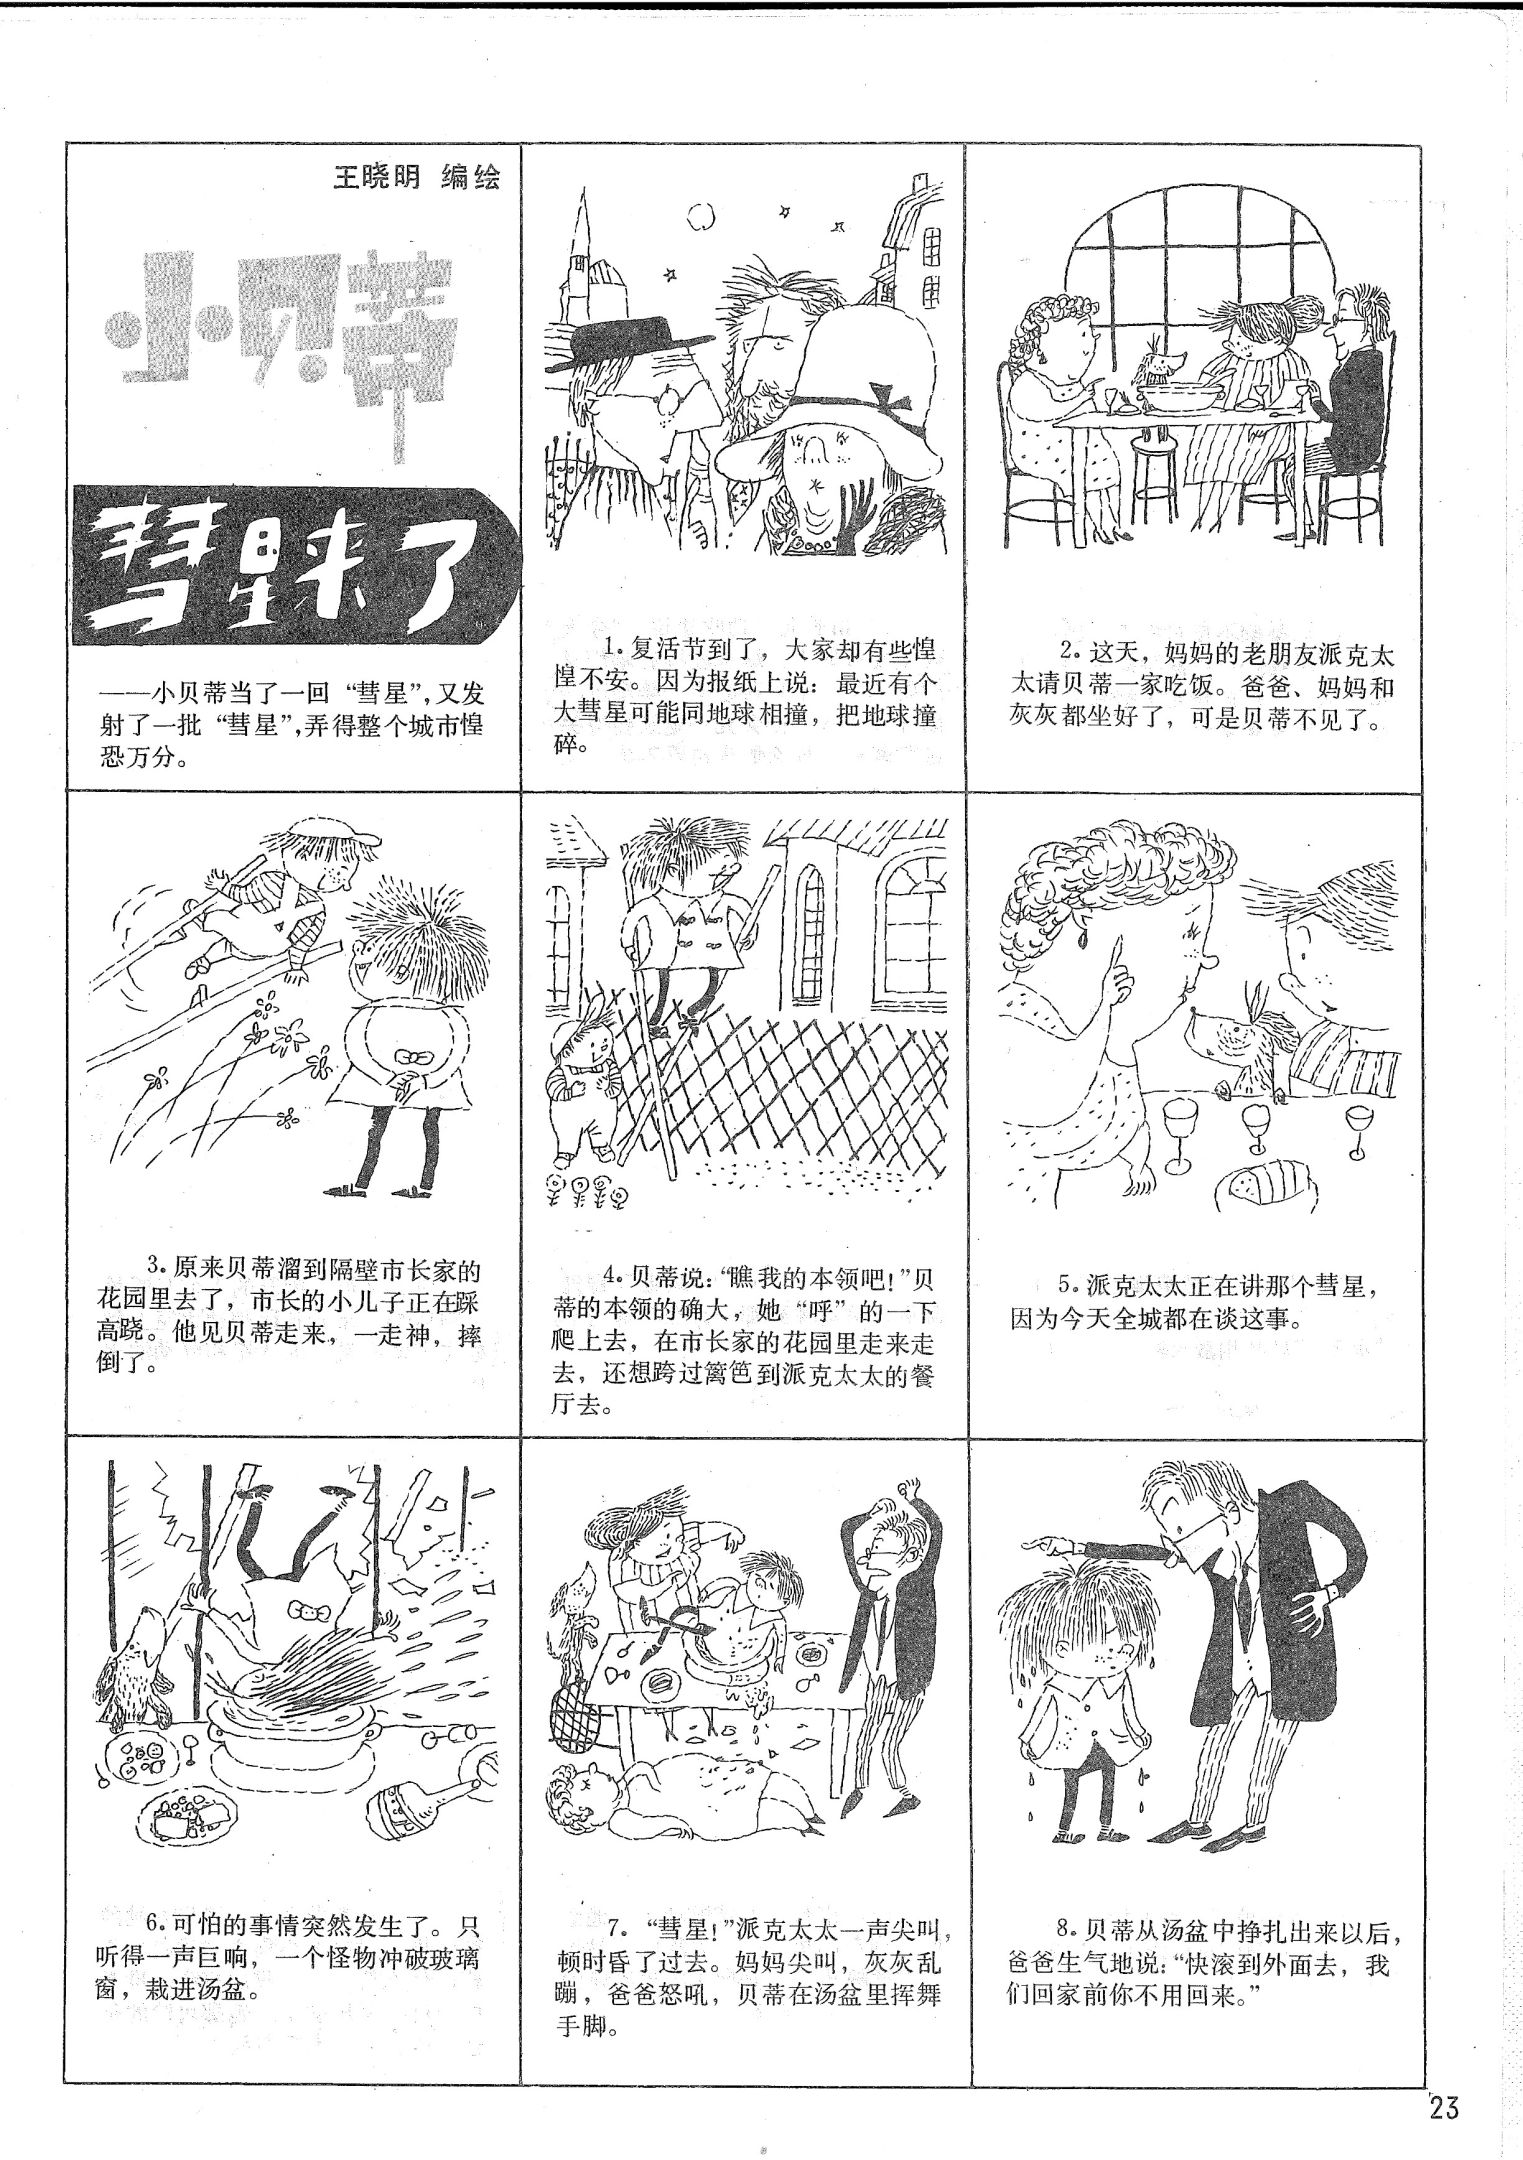 王晓明 编绘
小贝蒂
彗星来了
——小贝蒂当了一回“彗星”,又发
射了一批“彗星”,弄得整个城市惶
恐万分。
1。复活节到了，大家却有些惶
惶不安。因为报纸上说：最近有个
大彗星可能同地球相撞，把地球撞
碎。
2。这天，妈妈的老朋友派克太
太请贝蒂一家吃饭。爸爸、妈妈和
灰灰都坐好了，可是贝蒂不见了。
3。原来贝蒂溜到隔壁市长家的
花园里去了，市长的小儿子正在踩
高跷。他见贝蒂走来，一走神，摔
倒了。
4。贝蒂说：“瞧我的本领吧！”贝
蒂的本领的确大，她“呼”的一下
爬上去，在市长家的花园里走来走
去，还想跨过篱笆到派克太太的餐
厅去。
5。派克太太正在讲那个彗星，
因为今天全城都在谈这事。
6。可怕的事情突然发生了。只
听得一声巨响，一个怪物冲破玻璃
窗，栽进汤盆。
7。“彗星！”派克太太一声尖叫，
顿时昏了过去。妈妈尖叫，灰灰乱
蹦，爸爸怒吼，贝蒂在汤盆里挥舞
手脚。
8。贝蒂从汤盆中挣扎出来以后，
爸爸生气地说：“快滚到外面去，我
们回家前你不用回来。”
23